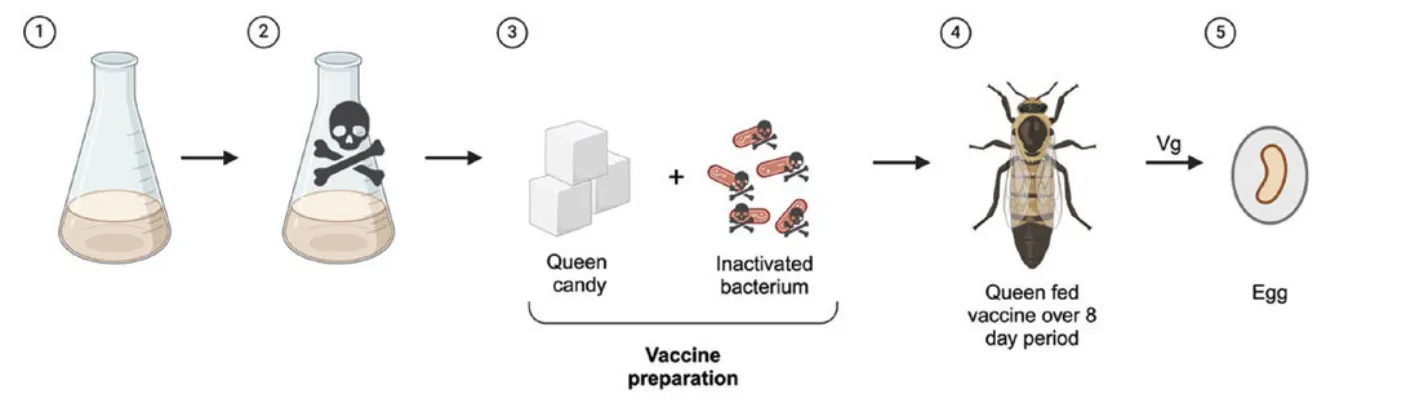 1
2
3
4
5
+
Vg
Queen
candy
Inactivated
bacterium
Queen fed
vaccine over 8
day period
Egg
Vaccine
preparation